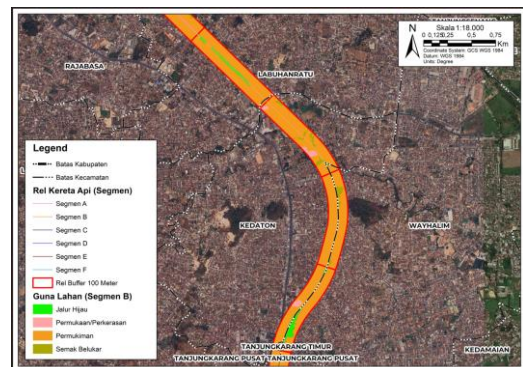 N
Skala 1:18.000
0 0,125 0,25 0,5 0,75
Km
Coordinate System: GCS WGS 1984
Datum: WGS 1984
Units: Degree
RAJABASA
LABUHANRATU
KEDATON
WAYHALIM
TANJUNGKARANG TIMUR
TANJUNGKARANG PUSAT TANJUNGKARANG PUSAT
KEDAMAIAN
Legend
Batas Kabupaten
Batas Kecamatan
Rel Kereta Api (Segmen)
Segmen A
Segmen B
Segmen C
Segmen D
Segmen E
Segmen F
Rel Buffer 100 Meter
Guna Lahan (Segmen B)
Jalur Hijau
Permukaan/Perkerasan
Permukiman
Semak Belukar